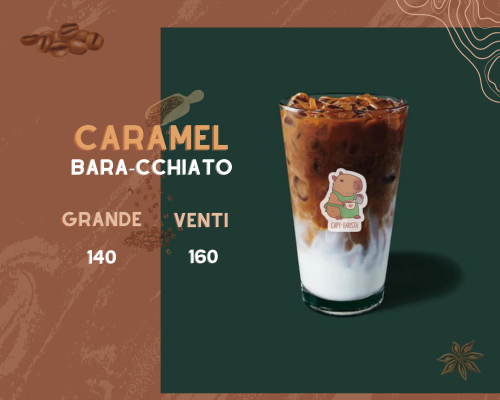 CARAMEL
BARA-CCHIATO
GRANDE VENTI
140 160
CAPY-BARISTA